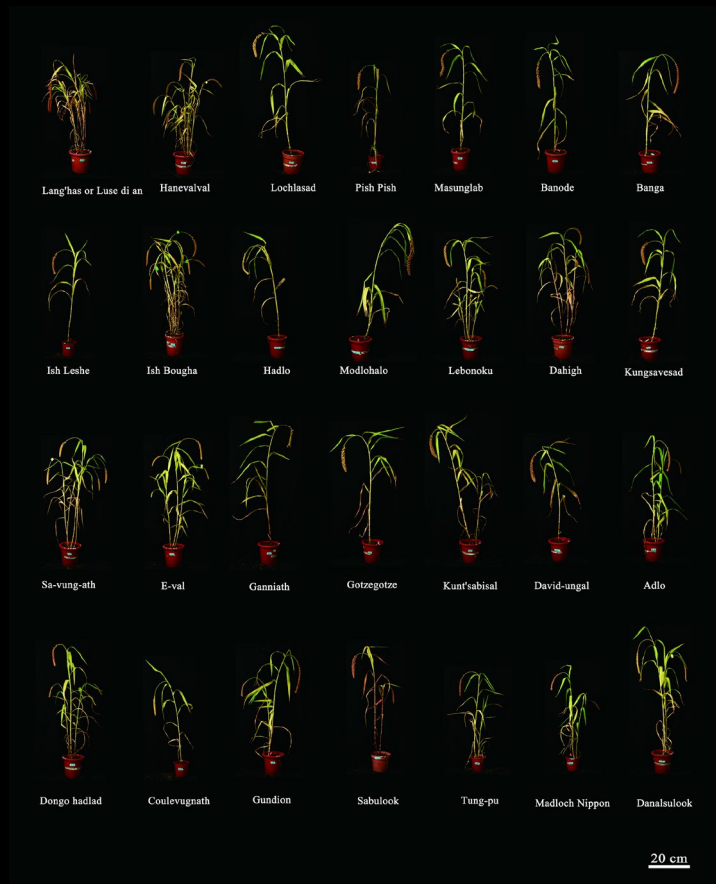 Lang'has or Luse di an
Hanevalval
Lochlasad
Pish Pish
Masunglab
Banode
Banga
Ish Leshe
Ish Bougha
Hadlo
Modlohalo
Lebonoku
Dahigh
Kungsavesad
Sa-vung-ath
E-val
Ganniath
Gotzegotze
Kunt'sabisal
David-ungal
Adlo
Dongo hadlad
Coulevugnath
Gundion
Sabulook
Tung-pu
Madloch Nippon
Danalsulook
20 cm